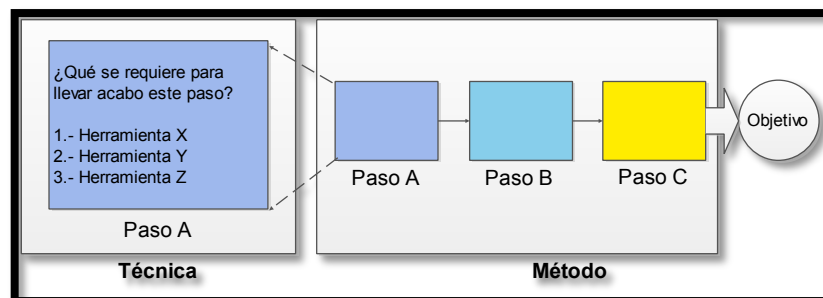 ¿Qué se requiere para
llevar acabo este paso?
1.- Herramienta X
2.- Herramienta Y
3.- Herramienta Z
Paso A
Técnica
Paso A
Paso B
Paso C
Objetivo
Método